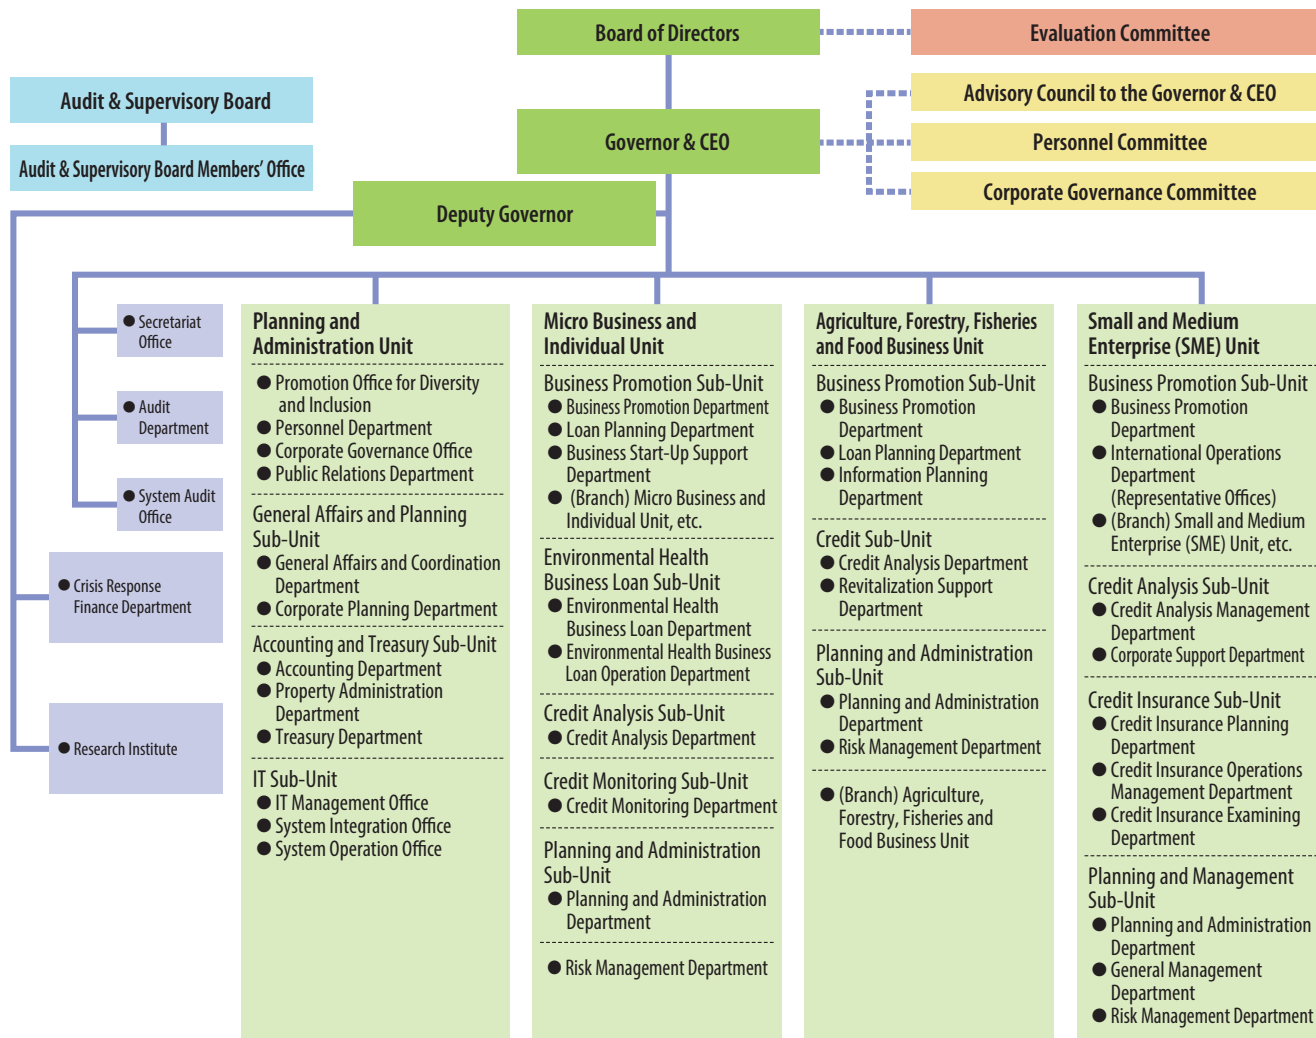 Board of Directors
Evaluation Committee
Audit & Supervisory Board
Advisory Council to the Governor & CEO
Governor & CEO
Personnel Committee
Audit & Supervisory Board Members' Office
Corporate Governance Committee
Deputy Governor
● Secretariat
Office
● Audit
Department
● System Audit
Office
● Crisis Response
Finance Department
● Research Institute
Planning and
Administration Unit
● Promotion Office for Diversity
and Inclusion
● Personnel Department
● Corporate Governance Office
● Public Relations Department
General Affairs and Planning
Sub-Unit
● General Affairs and Coordination
Department
● Corporate Planning Department
Accounting and Treasury Sub-Unit
● Accounting Department
● Property Administration
Department
● Treasury Department
IT Sub-Unit
● IT Management Office
● System Integration Office
● System Operation Office
Micro Business and
Individual Unit
Business Promotion Sub-Unit
● Business Promotion Department
● Loan Planning Department
● Business Start-Up Support
Department
● (Branch) Micro Business and
Individual Unit, etc.
Environmental Health
Business Loan Sub-Unit
● Environmental Health
Business Loan Department
● Environmental Health Business
Loan Operation Department
Credit Analysis Sub-Unit
● Credit Analysis Department
Credit Monitoring Sub-Unit
● Credit Monitoring Department
Planning and Administration
Sub-Unit
● Planning and Administration
Department
● Risk Management Department
Agriculture, Forestry, Fisheries
and Food Business Unit
Business Promotion Sub-Unit
● Business Promotion
Department
● Loan Planning Department
● Information Planning
Department
Credit Sub-Unit
● Credit Analysis Department
● Revitalization Support
Department
Planning and Administration
Sub-Unit
● Planning and Administration
Department
● Risk Management Department
● (Branch) Agriculture,
Forestry, Fisheries and
Food Business Unit
Small and Medium
Enterprise (SME) Unit
Business Promotion Sub-Unit
● Business Promotion
Department
● International Operations
Department
(Representative Offices)
● (Branch) Small and Medium
Enterprise (SME) Unit, etc.
Credit Analysis Sub-Unit
● Credit Analysis Management
Department
● Corporate Support Department
Credit Insurance Sub-Unit
● Credit Insurance Planning
Department
● Credit Insurance Operations
Management Department
● Credit Insurance Examining
Department
Planning and Management
Sub-Unit
● Planning and Administration
Department
● General Management
Department
● Risk Management Department